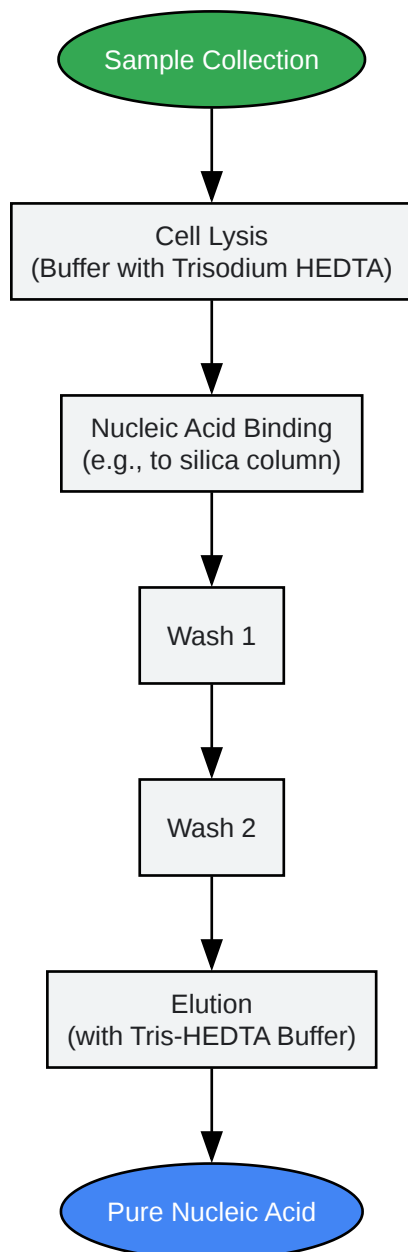 Sample Collection
Cell Lysis
(Buffer with Trisodium HEDTA)
Nucleic Acid Binding
(e.g., to silica column)
Wash 1
Wash 2
Elution
(with Tris-HEDTA Buffer)
Pure Nucleic Acid